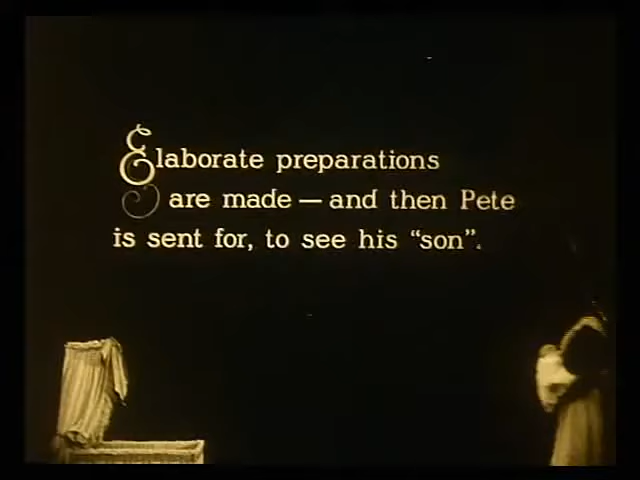 Elaborate preparations
are made — and then Pete
is sent for, to see his “son”.